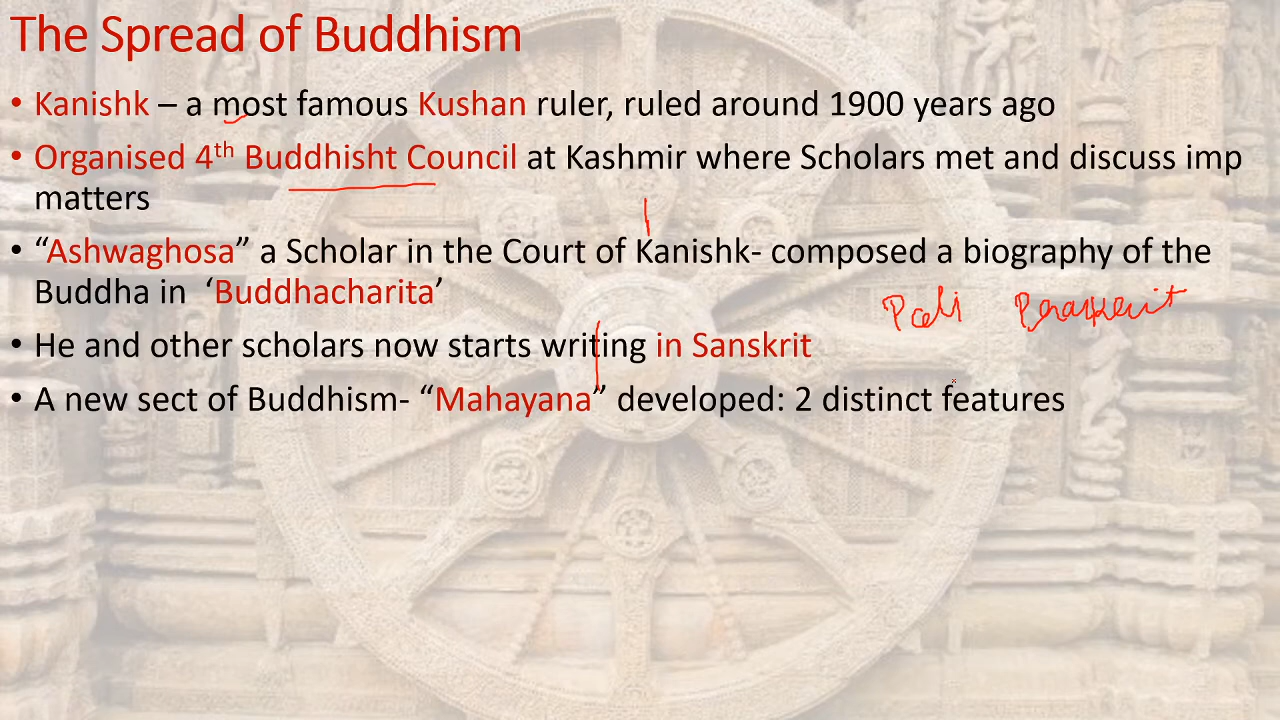 The Spread of Buddhism
• Kanishk – a most famous Kushan ruler, ruled around 1900 years ago
• Organised 4th Buddhisht Council at Kashmir where Scholars met and discuss imp
matters
• “Ashwaghosa” a Scholar in the Court of Kanishk- composed a biography of the
Buddha in ‘Buddhacharita’
Pali Prakrit
• He and other scholars now starts writing in Sanskrit
• A new sect of Buddhism- “Mahayana” developed: 2 distinct features